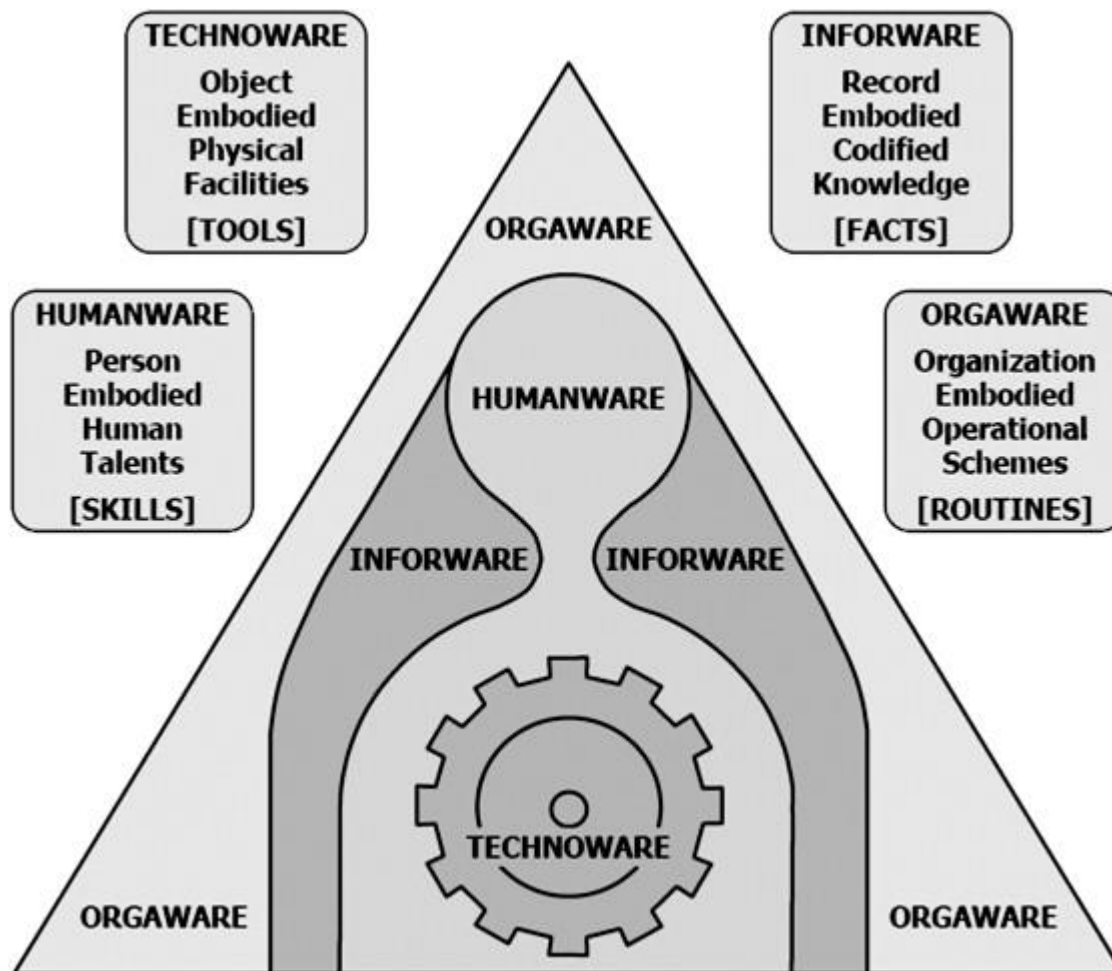 TECHNOWARE
Object
Embodied
Physical
Facilities
[TOOLS]
INFORWARE
Record
Embodied
Codified
Knowledge
[FACTS]
HUMANWARE
Person
Embodied
Human
Talents
[SKILLS]
ORGAWARE
Organization
Embodied
Operational
Schemes
[ROUTINES]
ORGAWARE
HUMANWARE
INFORWARE INFORWARE
TECHNOWARE
ORGAWARE ORGAWARE